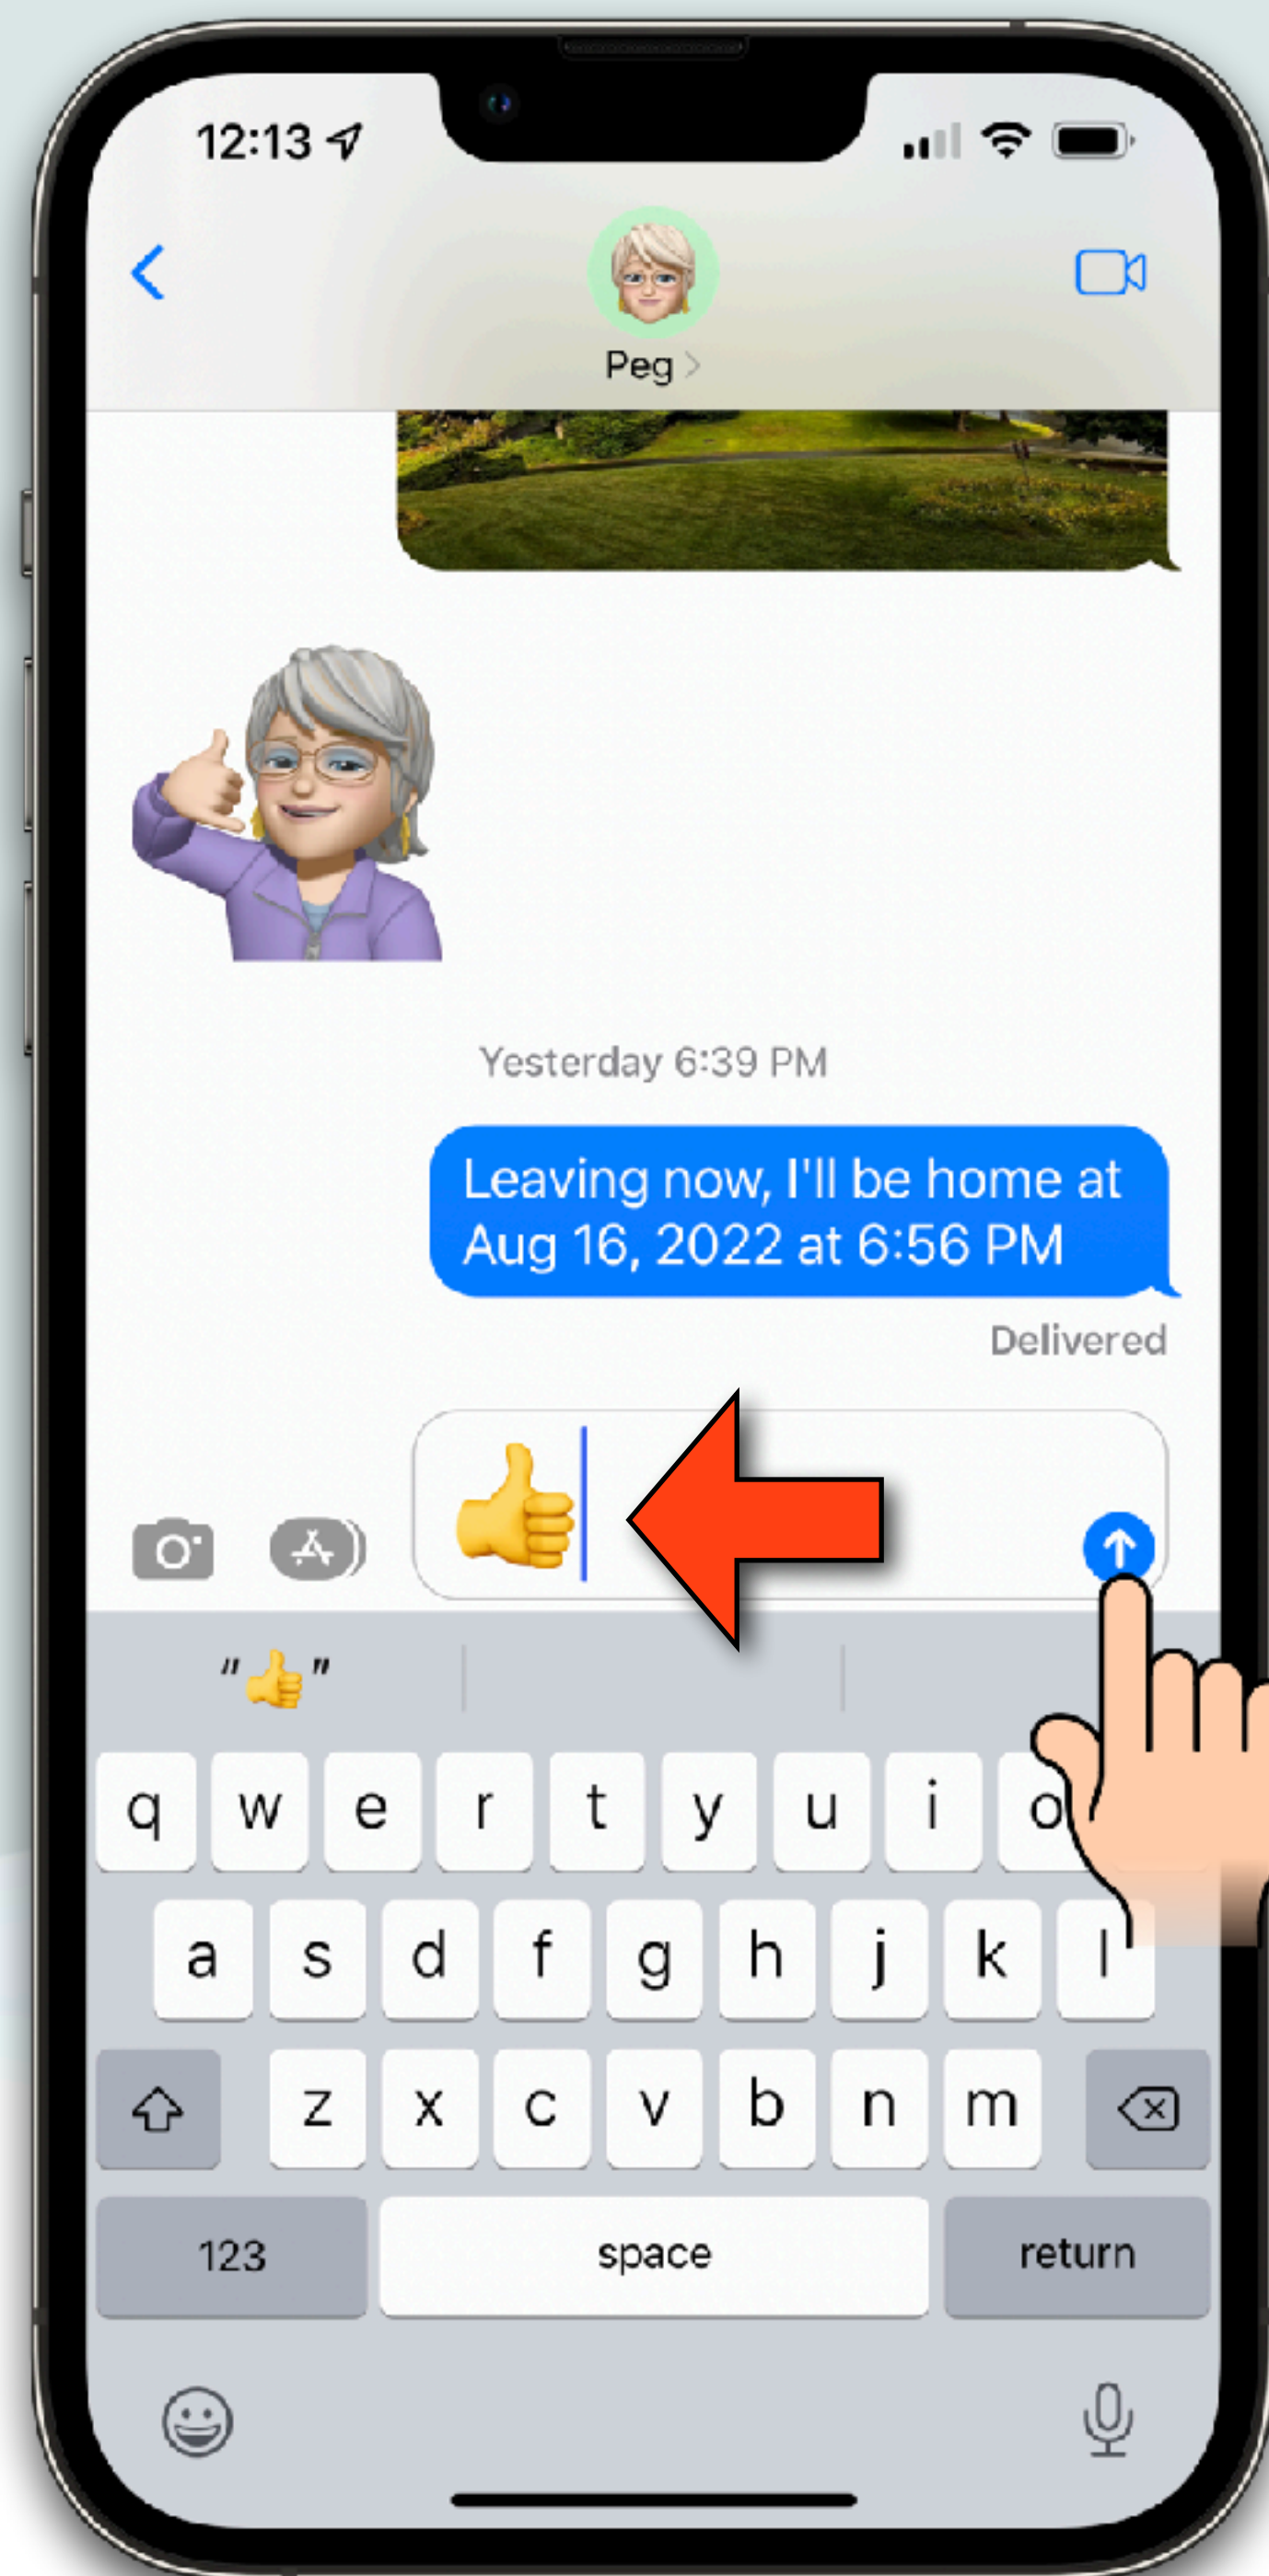 12:13
Peg
Yesterday 6:39 PM
Leaving now, I'll be home at
Aug 16, 2022 at 6:56 PM
Delivered
👍
"👍"
q w e r t y u i o
a s d f g h j k l
z x c v b n m
123 space return